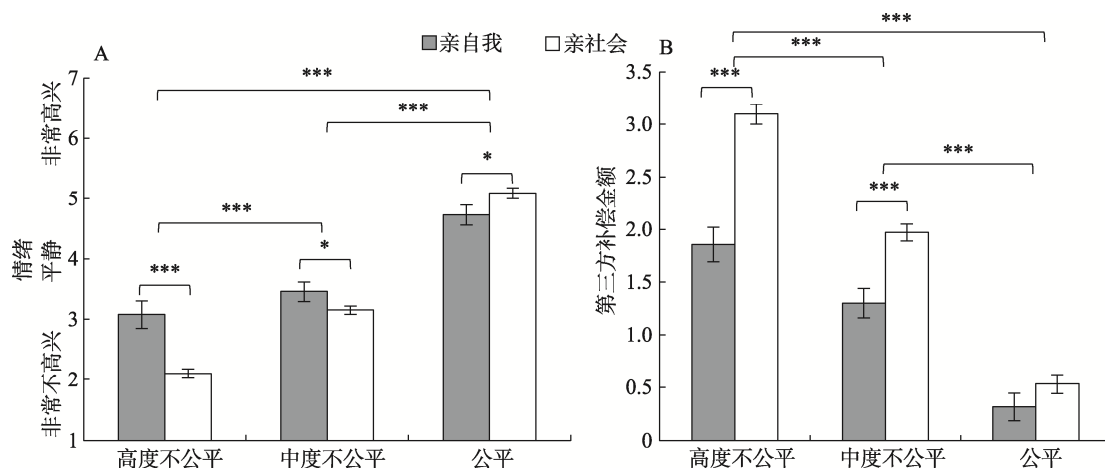 A
亲自我
亲社会
B
***
***
*
***
*
***
7
6
5
4
3
2
1
非常高兴
情绪
平静
非常不高兴
高度不公平
中度不公平
公平
***
***
***
***
***
3.5
3.0
2.5
2.0
1.5
1.0
0.5
0
第三方补偿金额
高度不公平
中度不公平
公平